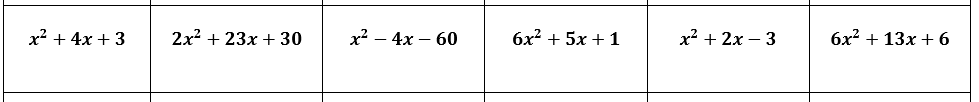 x² + 4x + 3 2x² + 23x + 30 x² − 4x − 60 6x² + 5x + 1 x² + 2x − 3 6x² + 13x + 6